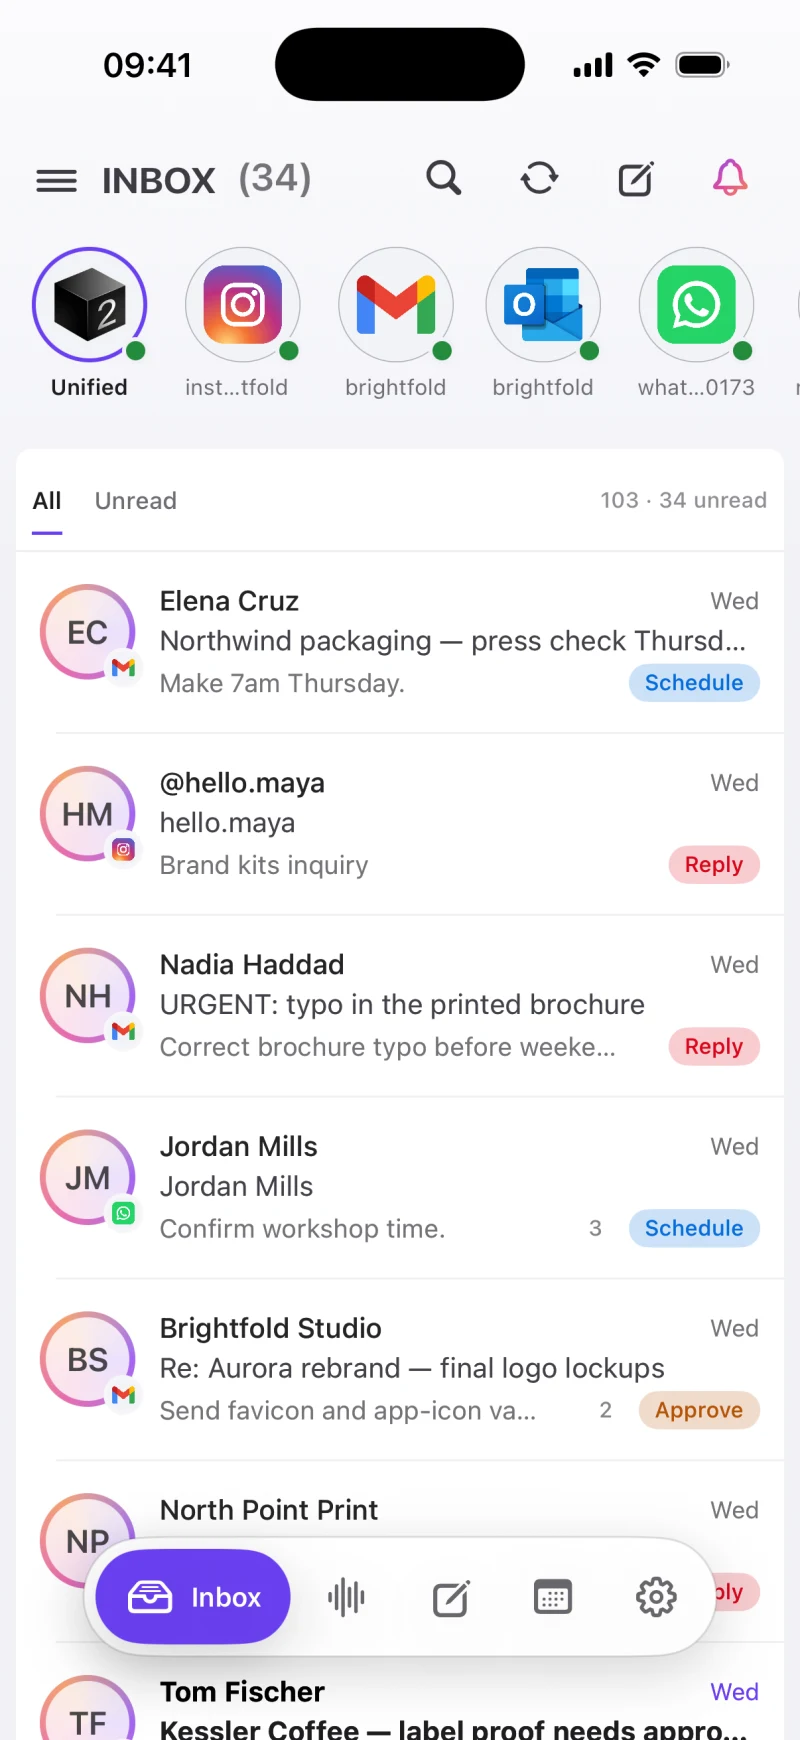 09:41
INBOX (34)
2
Unified
inst...tfold
brightfold
O
brightfold
what...0173
All
Unread
103 · 34 unread
EC
Elena Cruz
Wed
Northwind packaging — press check Thursd...
Make 7am Thursday.
Schedule
HM
@hello.maya
Wed
hello.maya
Brand kits inquiry
Reply
NH
Nadia Haddad
Wed
URGENT: typo in the printed brochure
Correct brochure typo before weeke...
Reply
JM
Jordan Mills
Wed
Jordan Mills
Confirm workshop time.
3
Schedule
BS
Brightfold Studio
Wed
Re: Aurora rebrand — final logo lockups
Send favicon and app-icon va...
2
Approve
NP
North Point Print
Wed
ply
Inbox
TF
Tom Fischer
Wed
Kessler Coffee — label proof needs appro...